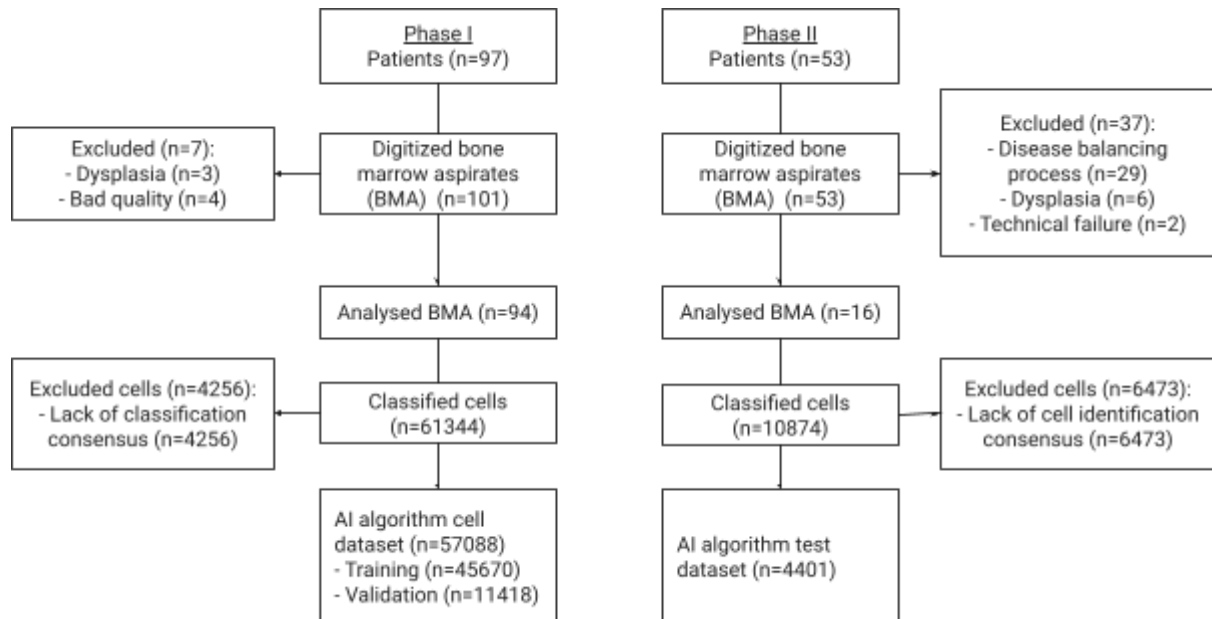 Phase I
Patients (n=97)
Excluded (n=7):
- Dysplasia (n=3)
- Bad quality (n=4)
Digitized bone
marrow aspirates
(BMA) (n=101)
Analysed BMA (n=94)
Excluded cells (n=4256):
- Lack of classification
consensus (n=4256)
Classified cells
(n=61344)
AI algorithm cell
dataset (n=57088)
- Training (n=45670)
- Validation (n=11418)
Phase II
Patients (n=53)
Digitized bone
marrow aspirates
(BMA) (n=53)
Excluded (n=37):
- Disease balancing
process (n=29)
- Dysplasia (n=6)
- Technical failure (n=2)
Analysed BMA (n=16)
Classified cells
(n=10874)
Excluded cells (n=6473):
- Lack of cell identification
consensus (n=6473)
AI algorithm test
dataset (n=4401)